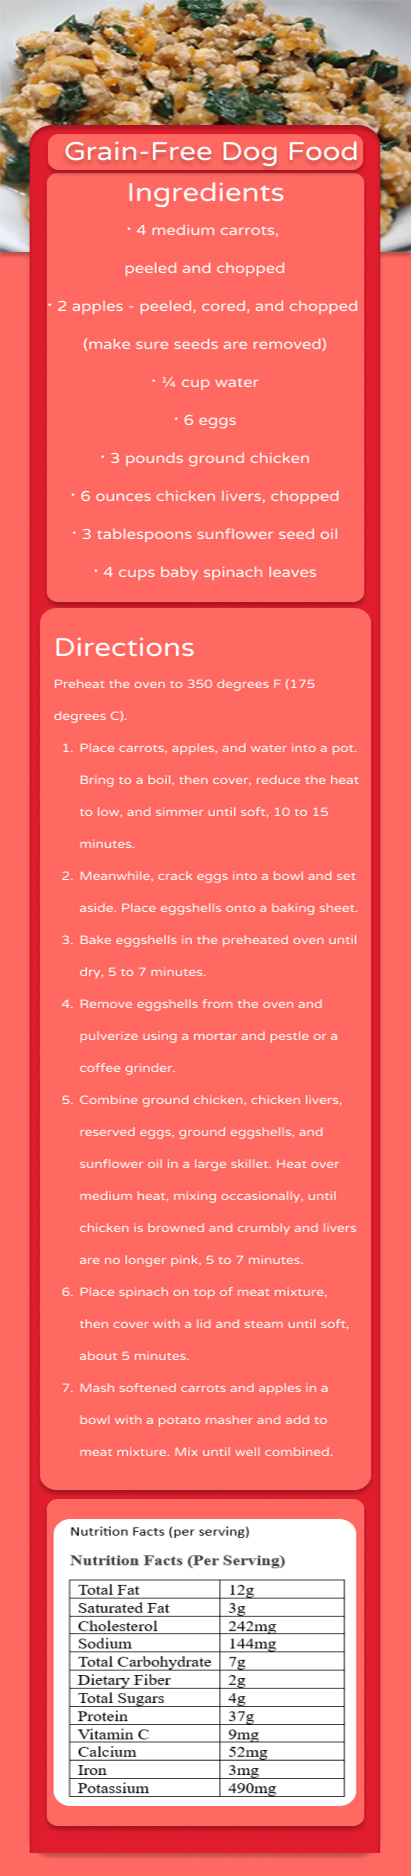 Grain-Free Dog Food
Ingredients
· 4 medium carrots,
peeled and chopped
· 2 apples - peeled, cored, and chopped
(make sure seeds are removed)
· ¼ cup water
· 6 eggs
· 3 pounds ground chicken
· 6 ounces chicken livers, chopped
· 3 tablespoons sunflower seed oil
· 4 cups baby spinach leaves
Directions
Preheat the oven to 350 degrees F (175
degrees C).
1. Place carrots, apples, and water into a pot.
Bring to a boil, then cover, reduce the heat
to low, and simmer until soft, 10 to 15
minutes.
2. Meanwhile, crack eggs into a bowl and set
aside. Place eggshells onto a baking sheet.
3. Bake eggshells in the preheated oven until
dry, 5 to 7 minutes.
4. Remove eggshells from the oven and
pulverize using a mortar and pestle or a
coffee grinder.
5. Combine ground chicken, chicken livers,
reserved eggs, ground eggshells, and
sunflower oil in a large skillet. Heat over
medium heat, mixing occasionally, until
chicken is browned and crumbly and livers
are no longer pink, 5 to 7 minutes.
6. Place spinach on top of meat mixture,
then cover with a lid and steam until soft,
about 5 minutes.
7. Mash softened carrots and apples in a
bowl with a potato masher and add to
meat mixture. Mix until well combined.
Nutrition Facts (per serving)
Nutrition Facts (Per Serving)
Total Fat 12g
Saturated Fat 3g
Cholesterol 242mg
Sodium 144mg
Total Carbohydrate 7g
Dietary Fiber 2g
Total Sugars 4g
Protein 37g
Vitamin C 9mg
Calcium 52mg
Iron 3mg
Potassium 490mg